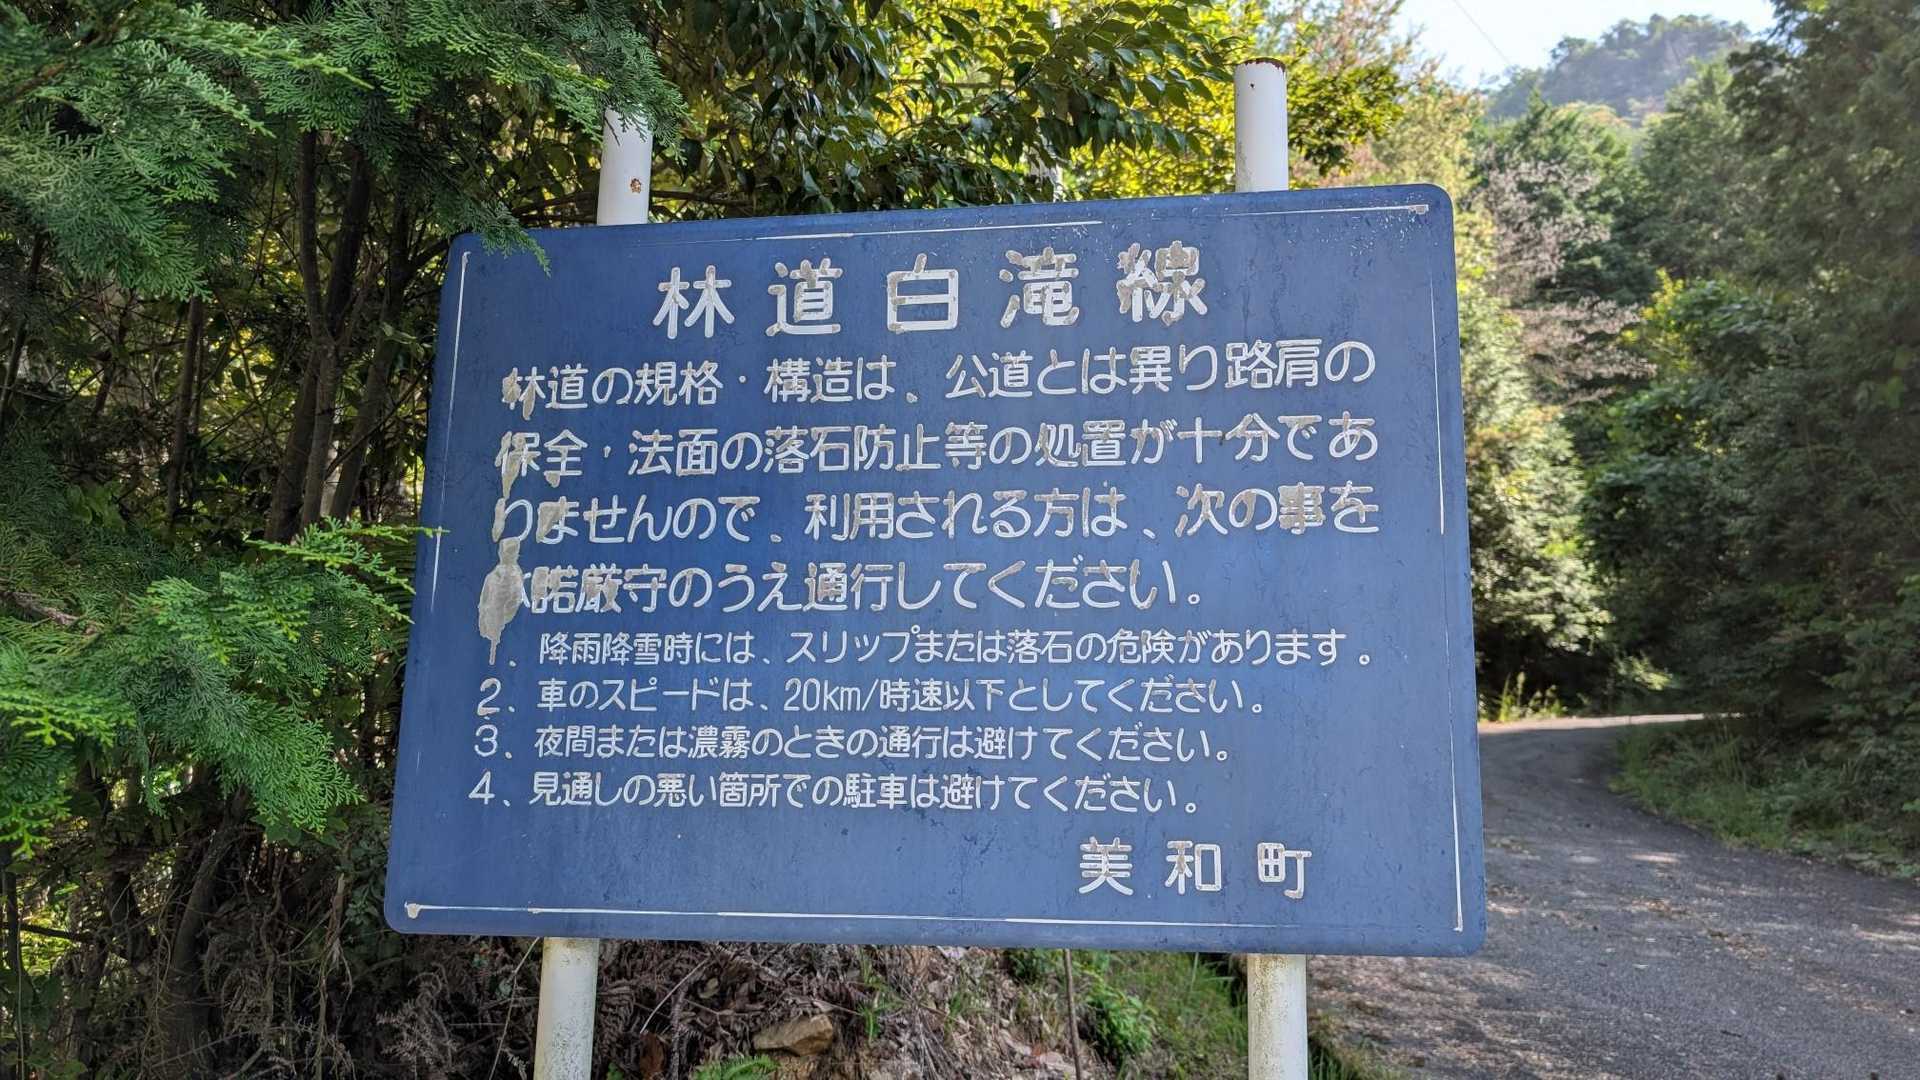 林道白滝線
林道の規格・構造は、公道とは異り路肩の
保全・法面の落石防止等の処置が十分であ
りませんので、利用される方は、次の事を
承諾厳守のうえ通行してください。
1、降雨降雪時には、スリップまたは落石の危険があります。
2、車のスピードは、20km/時速以下としてください。
3、夜間または濃霧のときの通行は避けてください。
4、見通しの悪い箇所での駐車は避けてください。
美和町